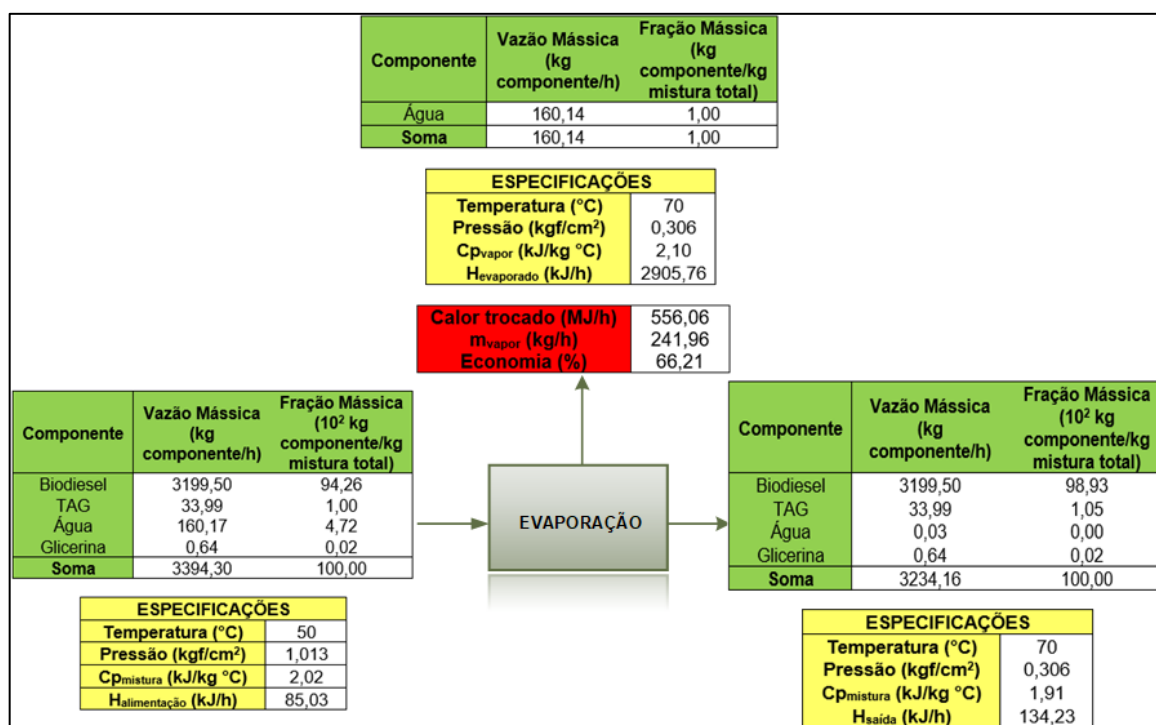 Componente Vazão Mássica (kg componente/h) Fração Mássica (kg componente/kg mistura total)
Água 160,14 1,00
Soma 160,14 1,00
ESPECIFICAÇÕES
Temperatura (°C) 70
Pressão (kgf/cm²) 0,306
Cpvapor (kJ/kg °C) 2,10
Hevaporado (kJ/h) 2905,76
Calor trocado (MJ/h) 556,06
mvapor (kg/h) 241,96
Economia (%) 66,21
Componente Vazão Mássica (kg componente/h) Fração Mássica (10² kg componente/kg mistura total)
Biodiesel 3199,50 94,26
TAG 33,99 1,00
Água 160,17 4,72
Glicerina 0,64 0,02
Soma 3394,30 100,00
ESPECIFICAÇÕES
Temperatura (°C) 50
Pressão (kgf/cm²) 1,013
Cpmistura (kJ/kg °C) 2,02
Halimentação (kJ/h) 85,03
EVAPORAÇÃO
Componente Vazão Mássica (kg componente/h) Fração Mássica (10² kg componente/kg mistura total)
Biodiesel 3199,50 98,93
TAG 33,99 1,05
Água 0,03 0,00
Glicerina 0,64 0,02
Soma 3234,16 100,00
ESPECIFICAÇÕES
Temperatura (°C) 70
Pressão (kgf/cm²) 0,306
Cpmistura (kJ/kg °C) 1,91
Hsaída (kJ/h) 134,23